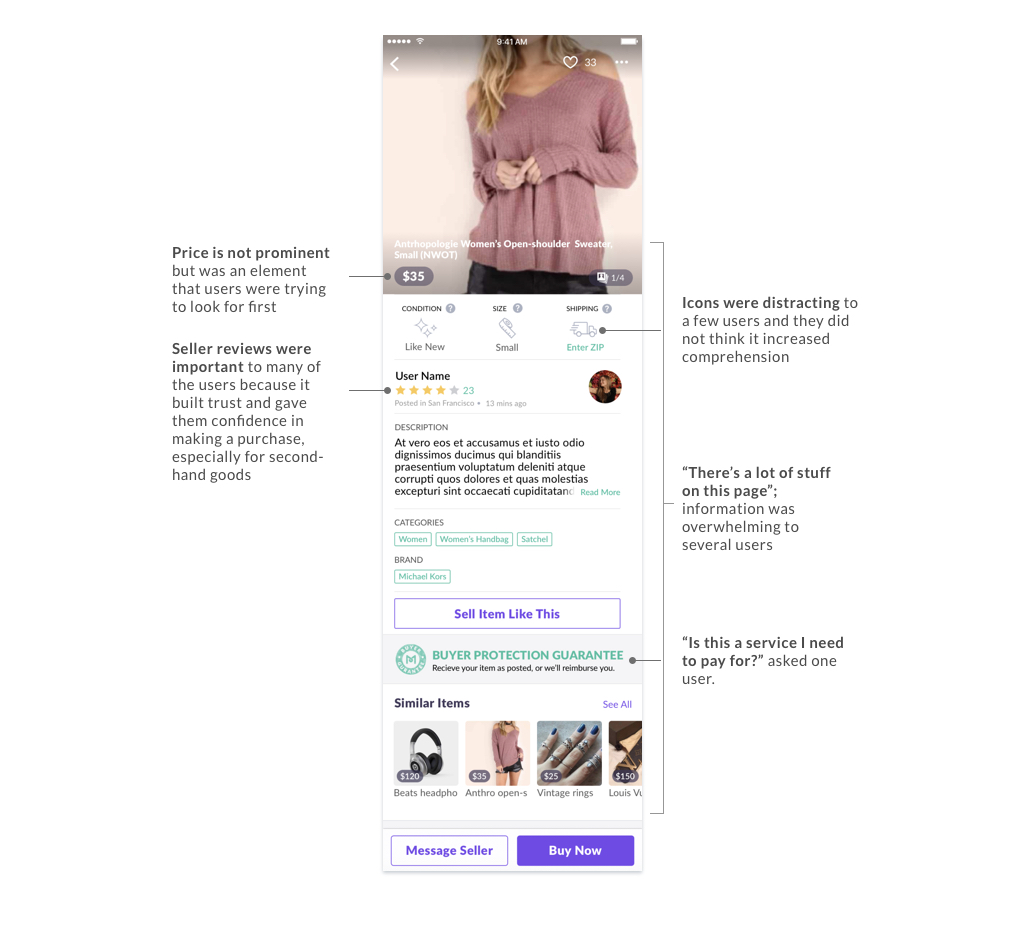 9:41 AM
33
Antrhopologie Women's Open-shoulder Sweater,
Small (NWOT)
$35
1/4
Price is not prominent
but was an element
that users were trying
to look for first
Seller reviews were
important to many of
the users because it
built trust and gave
them confidence in
making a purchase,
especially for second-
hand goods
CONDITION ?
SIZE ?
SHIPPING ?
Like New
Small
Enter ZIP
User Name
23
Posted in San Francisco • 13 mins ago
DESCRIPTION
At vero eos et accusamus et iusto odio
dignissimos ducimus qui blanditiis
praesentium voluptatum deleniti atque
corrupti quos dolores et quas molestias
excepturi sint occaecati cupiditatand Read More
CATEGORIES
Women
Women's Handbag
Satchel
BRAND
Michael Kors
Sell Item Like This
BUYER PROTECTION GUARANTEE
Recieve your item as posted, or we'll reimburse you.
Similar Items
See All
$120
$35
$25
$150
Beats headpho
Anthro open-s
Vintage rings
Louis Vu
Message Seller
Buy Now
Icons were distracting to
a few users and they did
not think it increased
comprehension
“There’s a lot of stuff
on this page”;
information was
overwhelming to
several users
“Is this a service I need
to pay for?” asked one
user.